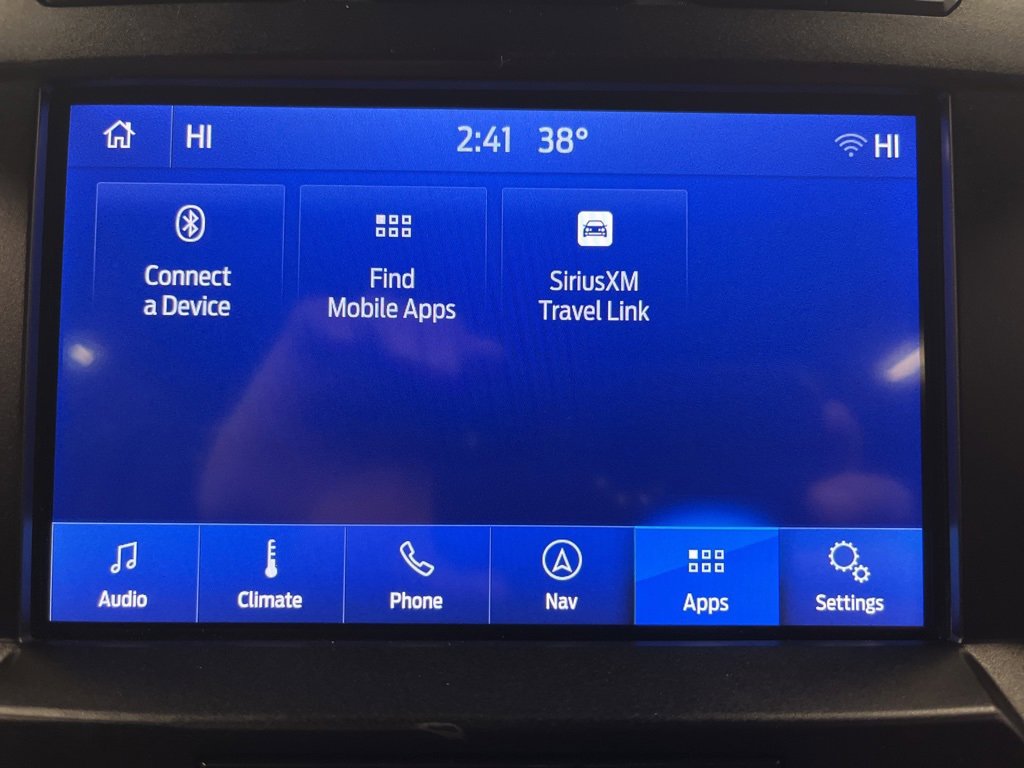 HI 2:41 38° HI
Connect
a Device
Find
Mobile Apps
SiriusXM
Travel Link
Audio Climate Phone Nav Apps Settings